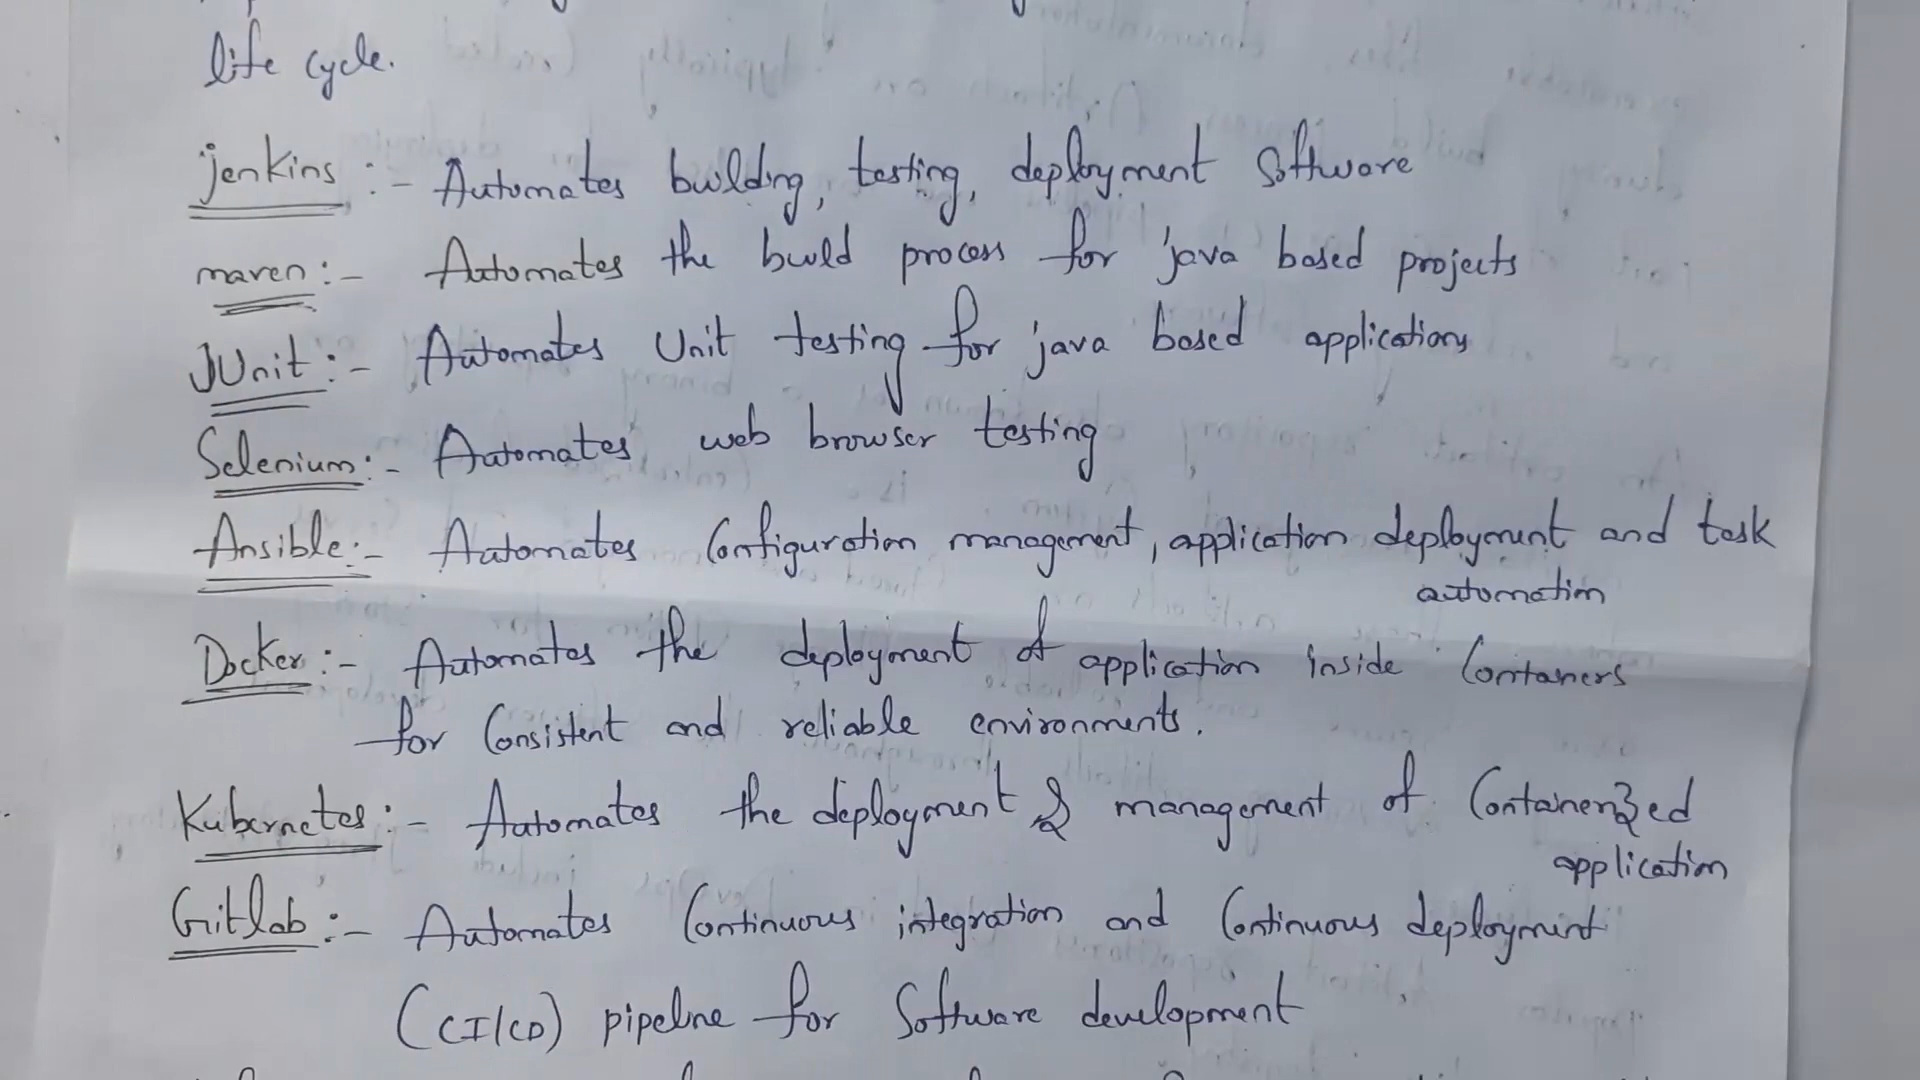 life cycle.
jenkins :- Automates building, testing, deployment Software
maven :- Automates the build process for java based projects
JUnit :- Automates Unit testing for java based applications
Selenium :- Automates web browser testing
Ansible :- Automates Configuration management, application deployment and task
automation
Docker :- Automates the deployment of application inside Containers
for Consistent and reliable environments.
Kubernetes :- Automates the deployment & management of Containerized
application
Gitlab :- Automates Continuous integration and Continuous deployment
(CI/CD) pipeline for Software development